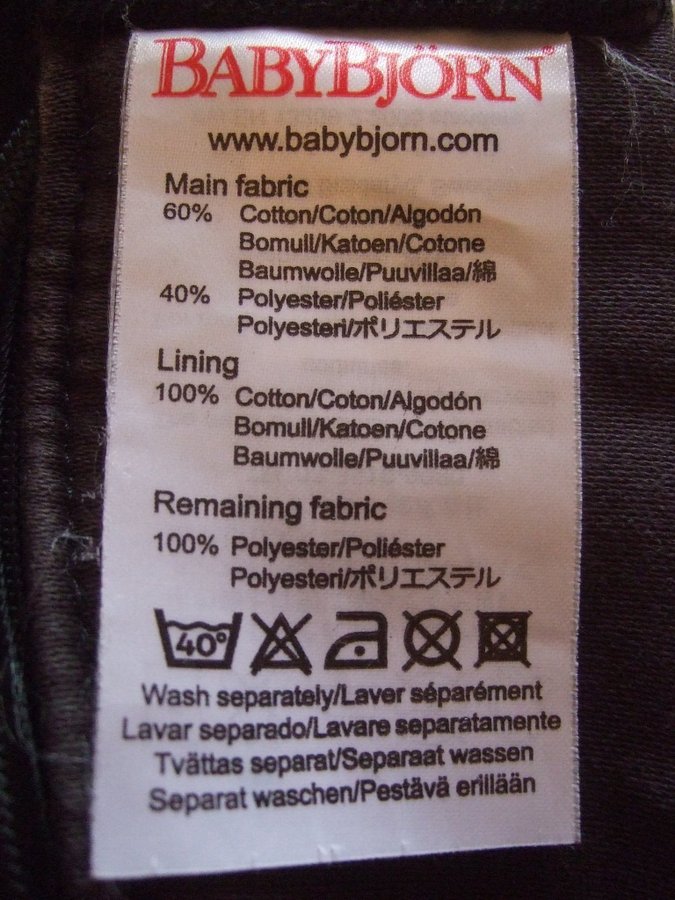 BABYBJÖRN®
www.babybjorn.com
Main fabric
60% Cotton/Coton/Algodón
Bomull/Katoen/Cotone
Baumwolle/Puuvillaa/綿
40% Polyester/Poliéster
Polyesteri/ポリエステル
Lining
100% Cotton/Coton/Algodón
Bomull/Katoen/Cotone
Baumwolle/Puuvillaa/綿
Remaining fabric
100% Polyester/Poliéster
Polyesteri/ポリエステル
40°
Wash separately/Laver séparément
Lavar separado/Lavare separatamente
Tvättas separat/Separaat wassen
Separat waschen/Pestävä erillään